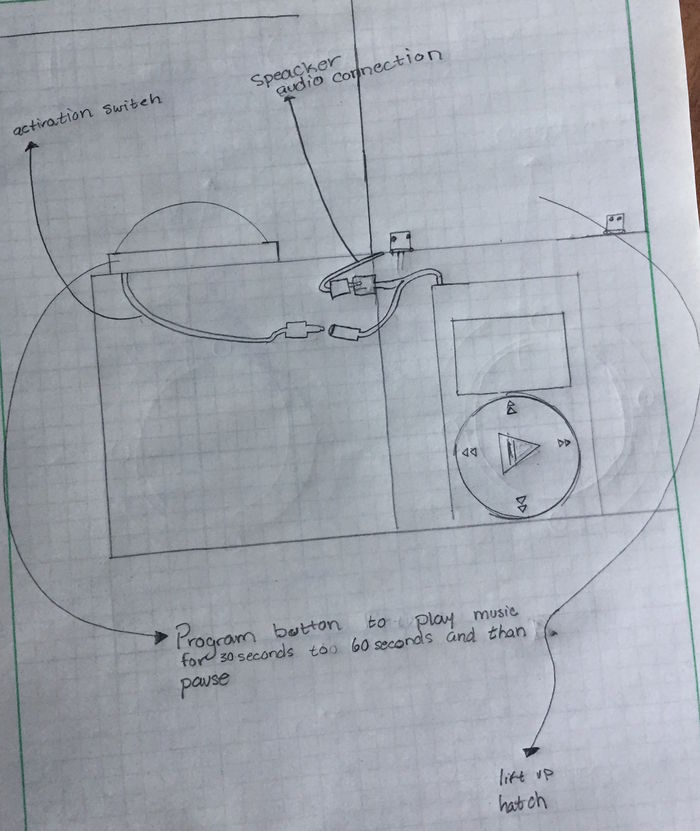 Speacker
audio connection
activation switch
Program button to play music
for 30 seconds too 60 seconds and than
pause
lift up
hatch